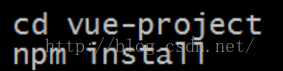 cd vue-project
http://blog.csdn.net/
npm install